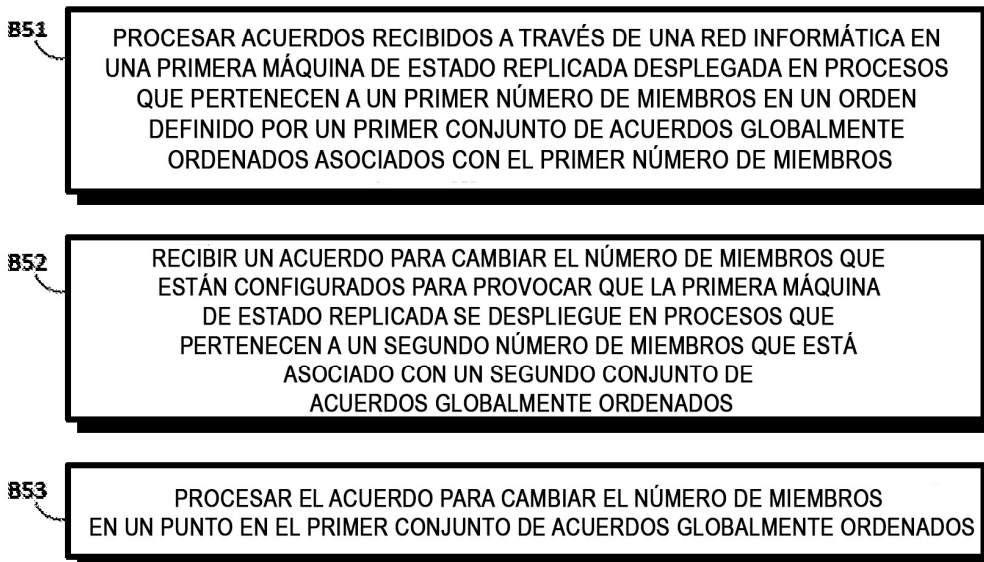 B51
PROCESAR ACUERDOS RECIBIDOS A TRAVÉS DE UNA RED INFORMÁTICA EN
UNA PRIMERA MÁQUINA DE ESTADO REPLICADA DESPLEGADA EN PROCESOS
QUE PERTENECEN A UN PRIMER NÚMERO DE MIEMBROS EN UN ORDEN
DEFINIDO POR UN PRIMER CONJUNTO DE ACUERDOS GLOBALMENTE
ORDENADOS ASOCIADOS CON EL PRIMER NÚMERO DE MIEMBROS
B52
RECIBIR UN ACUERDO PARA CAMBIAR EL NÚMERO DE MIEMBROS QUE
ESTÁN CONFIGURADOS PARA PROVOCAR QUE LA PRIMERA MÁQUINA
DE ESTADO REPLICADA SE DESPLIEGUE EN PROCESOS QUE
PERTENECEN A UN SEGUNDO NÚMERO DE MIEMBROS QUE ESTÁ
ASOCIADO CON UN SEGUNDO CONJUNTO DE
ACUERDOS GLOBALMENTE ORDENADOS
B53
PROCESAR EL ACUERDO PARA CAMBIAR EL NÚMERO DE MIEMBROS
EN UN PUNTO EN EL PRIMER CONJUNTO DE ACUERDOS GLOBALMENTE ORDENADOS